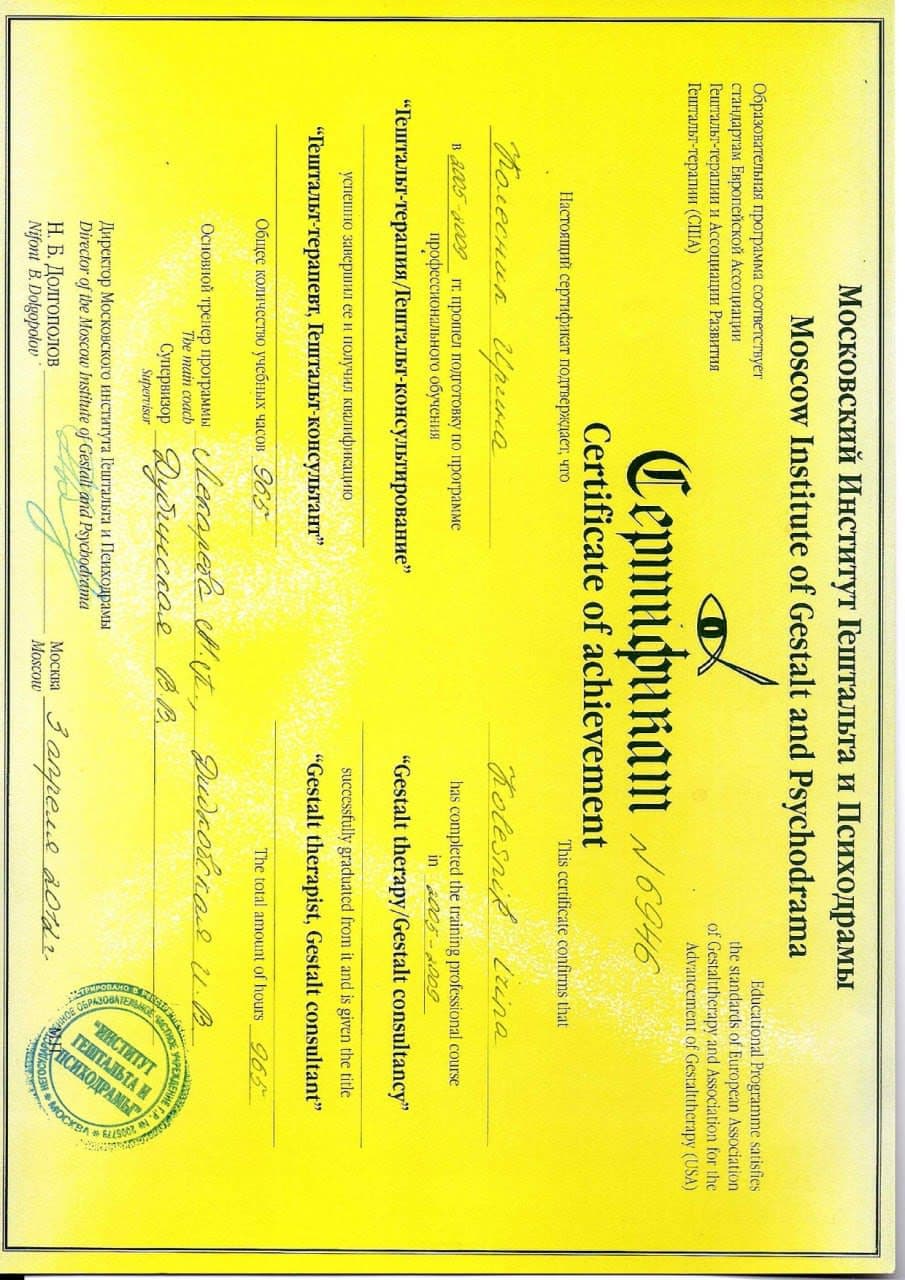 Московский Институт Гештальта и Психодрамы
Moscow Institute of Gestalt and Psychodrama
Образовательная программа соответствует
стандартам Европейской Ассоциации
Гештальт-терапии и Ассоциации Развития
Гештальт-терапии (США)
Educational Programme satisfies
the standards of European Association
of Gestalttherapy and Association for the
Advancement of Gestalttherapy (USA)
Сертификат N 6946
Certificate of achievement
Настоящий сертификат подтверждает, что
Колесник Ирина
в 2005-2009 гг. прошел подготовку по программе
профессионального обучения
"Гештальт-терапия/Гештальт-консультирование"
успешно завершил ее и получил квалификацию
"Гештальт-терапевт, Гештальт-консультант"
Общее количество учебных часов 965
This certificate confirms that
Kolesnik Irina
has completed the training professional course
in 2005-2009
"Gestalt therapy/Gestalt consultancy"
successfully graduated from it and is given the title
"Gestalt therapist, Gestalt consultant"
The total amount of hours 965
Основной тренер программы Лекарева М.А., Дидковская И.В
The main coach
Супервизор Дубинская В.В.
Supervisor
Директор Московского института Гештальта и Психодрамы
Director of the Moscow Institute of Gestalt and Psychodrama
Н. Б. Долгополов
Nifont B. Dolgopolov
Москва 3 апреля 2011 г.
Moscow
"ИНСТИТУТ
ГЕШТАЛЬТА И
ПСИХОДРАМЫ"
МОСКВА